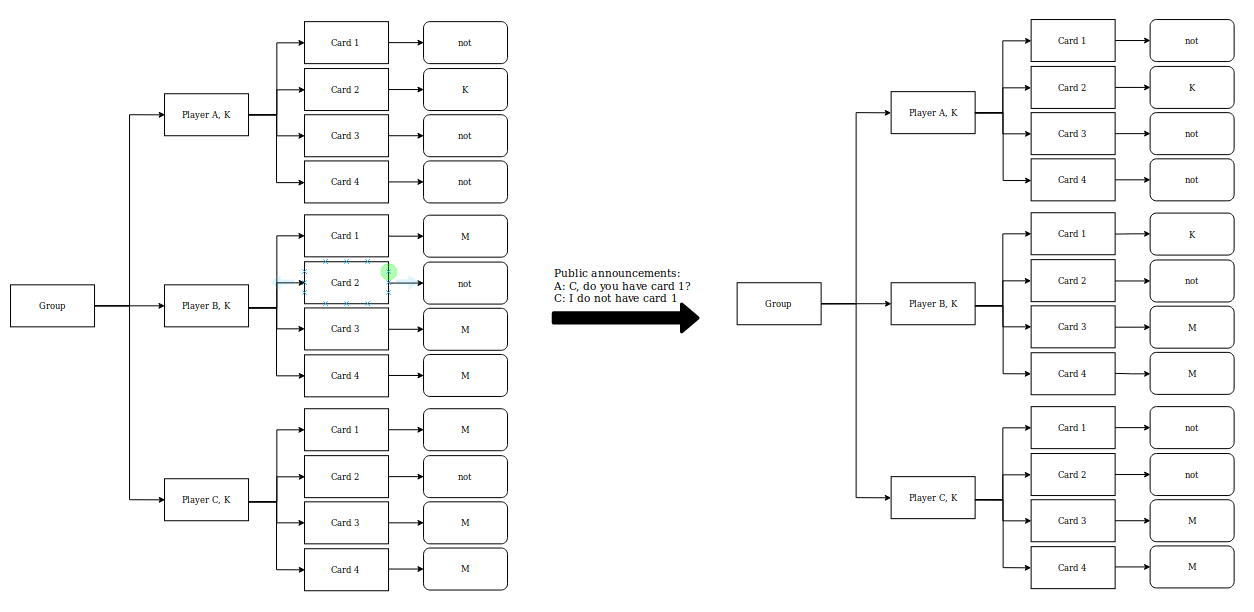 Group
Player A, K
Card 1
not
Card 2
K
Card 3
not
Card 4
not
Player B, K
Card 1
M
Card 2
not
Card 3
M
Card 4
M
Player C, K
Card 1
M
Card 2
not
Card 3
M
Card 4
M
Public announcements:
A: C, do you have card 1?
C: I do not have card 1
Group
Player A, K
Card 1
not
Card 2
K
Card 3
not
Card 4
not
Player B, K
Card 1
K
Card 2
not
Card 3
M
Card 4
M
Player C, K
Card 1
not
Card 2
not
Card 3
M
Card 4
M